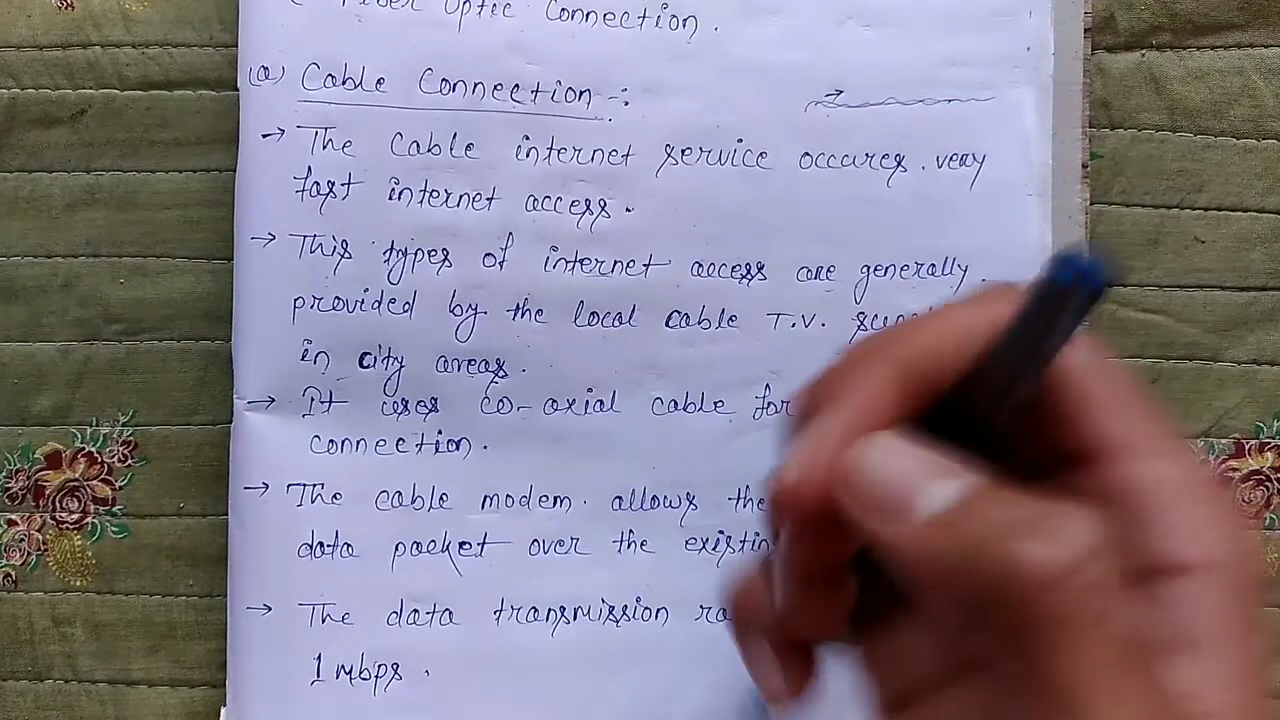 Fiber Optic Connection.
(a) Cable Connection -:
→ The cable internet service occures. very
fast internet access.
→ This types of internet access are generally.
provided by the local cable T.V.
in city areas.
→ It uses co-axial cable for
connection.
→ The cable modem. allows the
data packet over the
→ The data transmission
1 mbps.